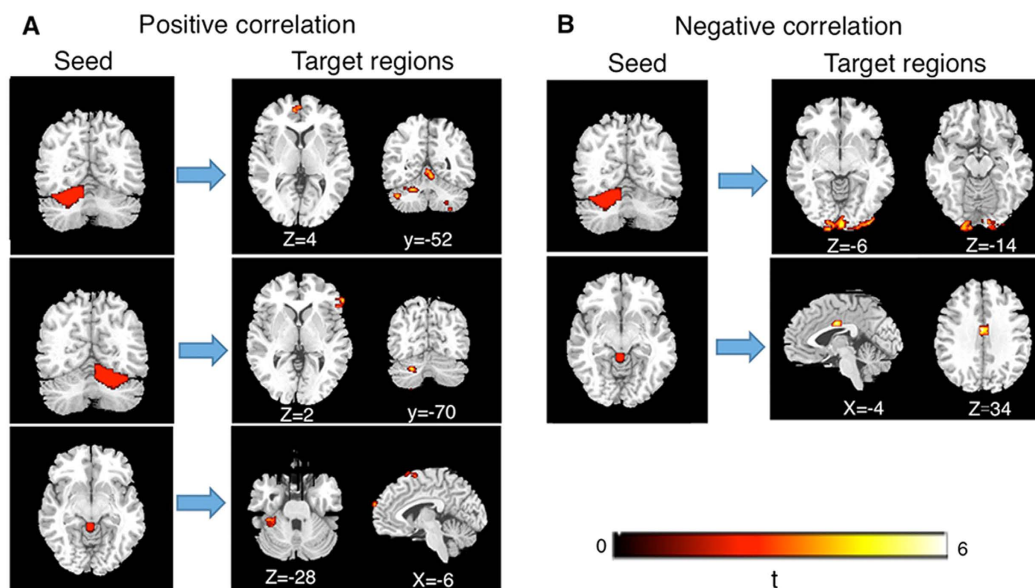 A Positive correlation
Seed Target regions
Z=4 y=-52
Z=2 y=-70
Z=-28 X=-6
B Negative correlation
Seed Target regions
Z=-6 Z=-14
X=-4 Z=34
0 6
t